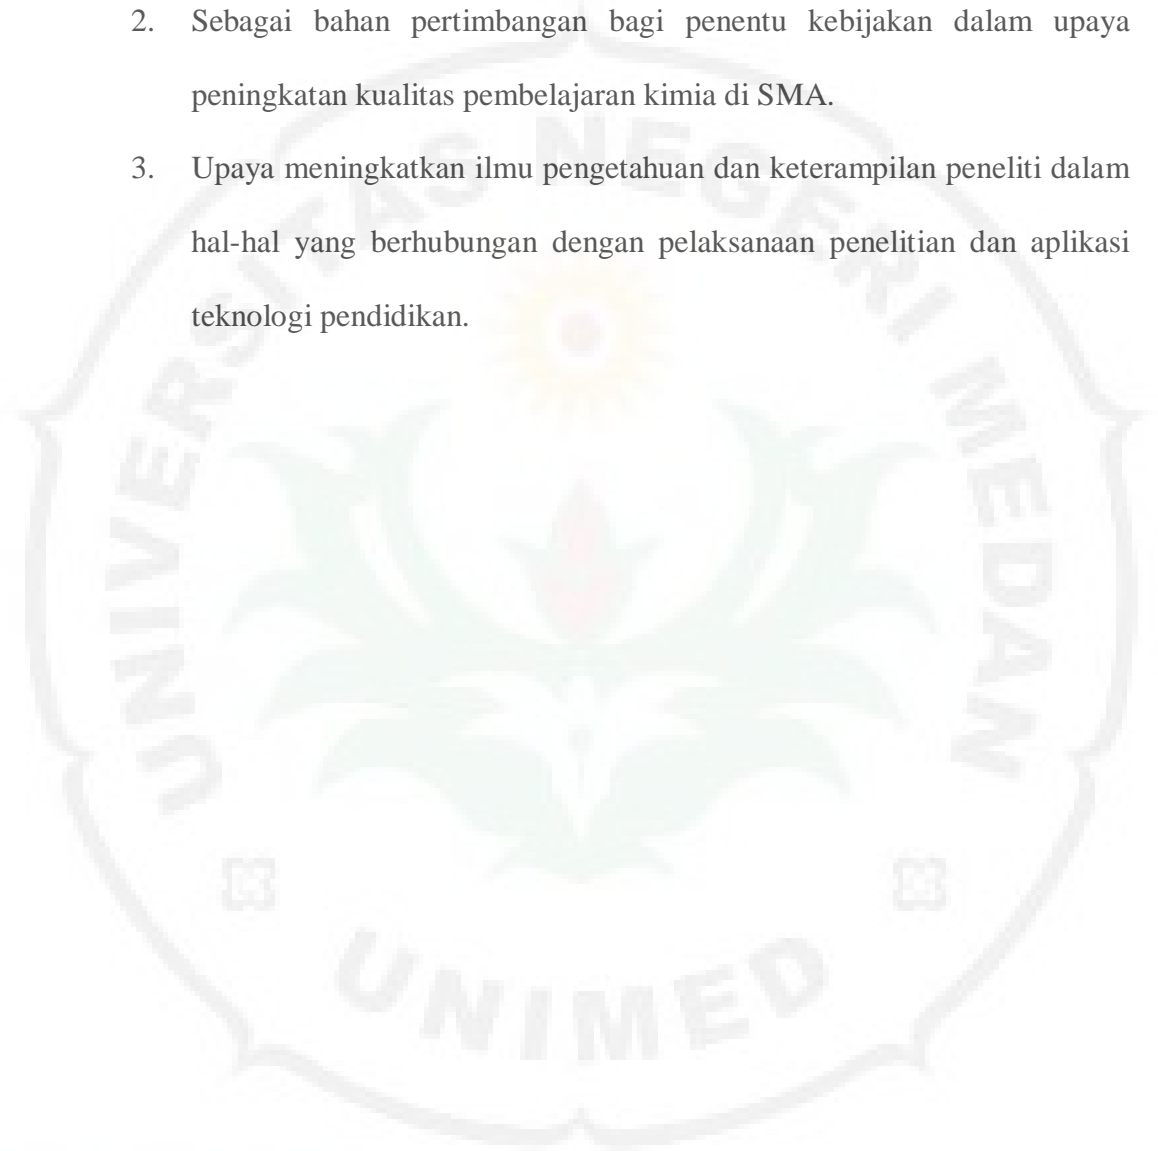 2. Sebagai bahan pertimbangan bagi penentu kebijakan dalam upaya
peningkatan kualitas pembelajaran kimia di SMA.
3. Upaya meningkatkan ilmu pengetahuan dan keterampilan peneliti dalam
hal-hal yang berhubungan dengan pelaksanaan penelitian dan aplikasi
teknologi pendidikan.
UNIVERSITAS NEGERI MEDAN
UNIMED